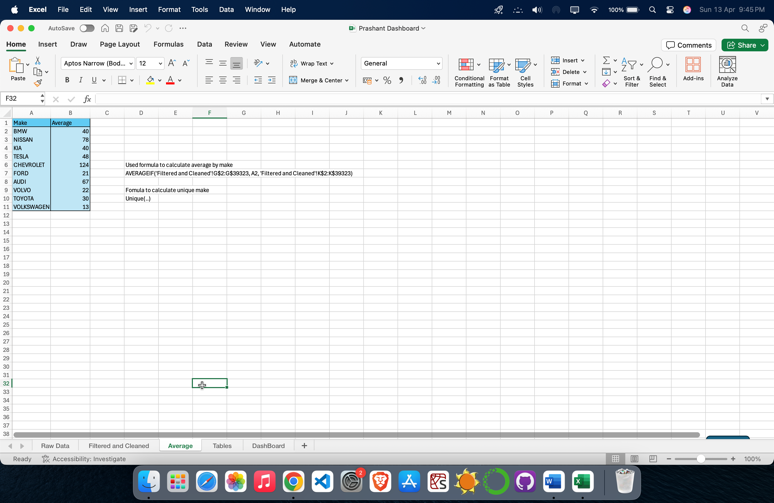 Excel File Edit View Insert Format Tools Data Window Help 100% Sun 13 Apr 9:45 PM
AutoSave Prashant Dashboard
Home Insert Draw Page Layout Formulas Data Review View Automate Comments Share
Paste Aptos Narrow (Bod... 12 A A Wrap Text General Conditional Formatting Format as Table Cell Styles Insert Delete Format Sort & Filter Find & Select Add-ins Analyze Data
B I U A Merge & Center % 
F32 fx
A B C D E F G H I J K L M N O P Q R S T U V
1 Make Average
2 BMW 40
3 NISSAN 78
4 KIA 40
5 TESLA 48
6 CHEVROLET 124 Used formula to calculate average by make
7 FORD 21 AVERAGEIF('Filtered and Cleaned'!G$2:G$39323, A2, 'Filtered and Cleaned'!K$2:K$39323)
8 AUDI 67
9 VOLVO 22 Fomula to calculate unique make
10 TOYOTA 30 Unique(..)
11 VOLKSWAGEN 13
12
13
14
15
16
17
18
19
20
21
22
23
24
25
26
27
28
29
30
31
32
33
34
35
36
37
38
Raw Data Filtered and Cleaned Average Tables DashBoard +
Ready Accessibility: Investigate 100%
2